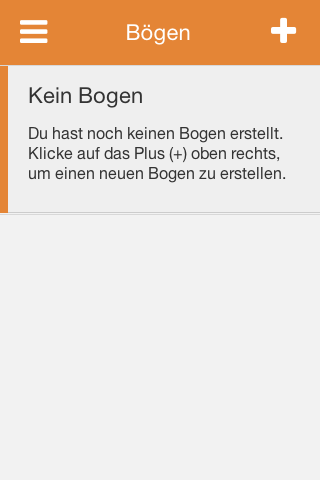 Bögen
Kein Bogen
Du hast noch keinen Bogen erstellt.
Klicke auf das Plus (+) oben rechts,
um einen neuen Bogen zu erstellen.